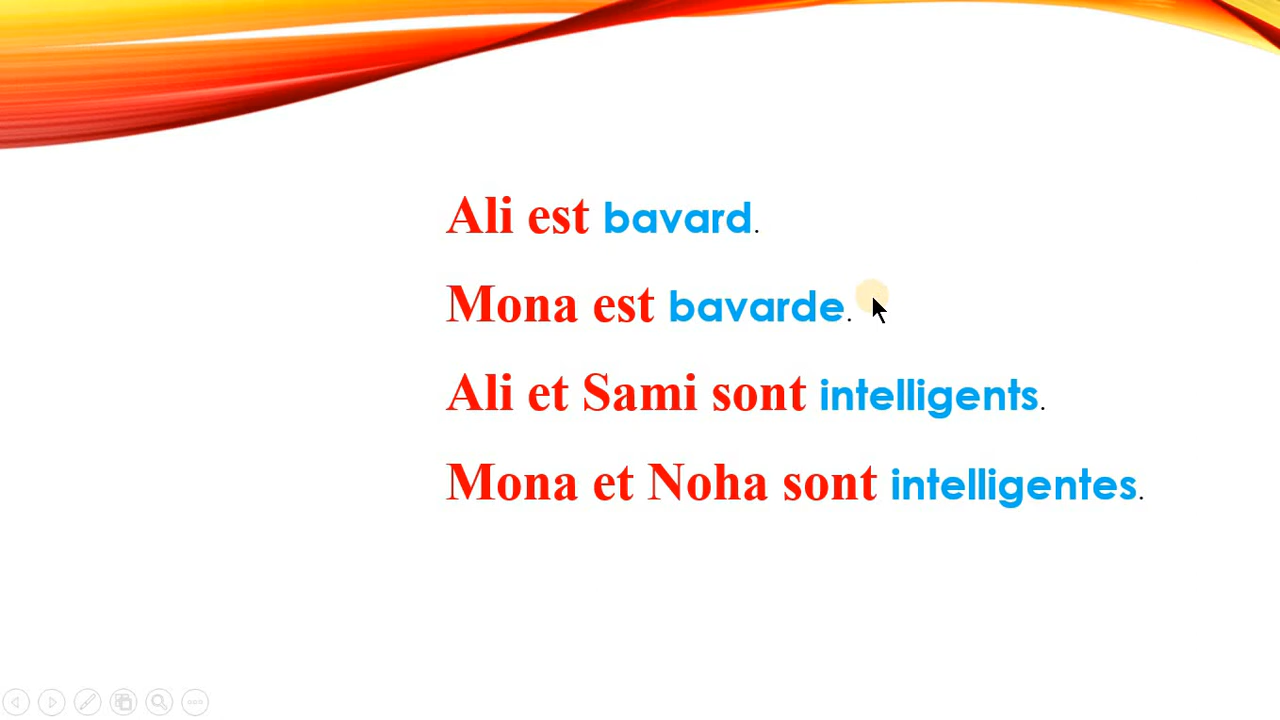 Ali est bavard.
Mona est bavarde.
Ali et Sami sont intelligents.
Mona et Noha sont intelligentes.